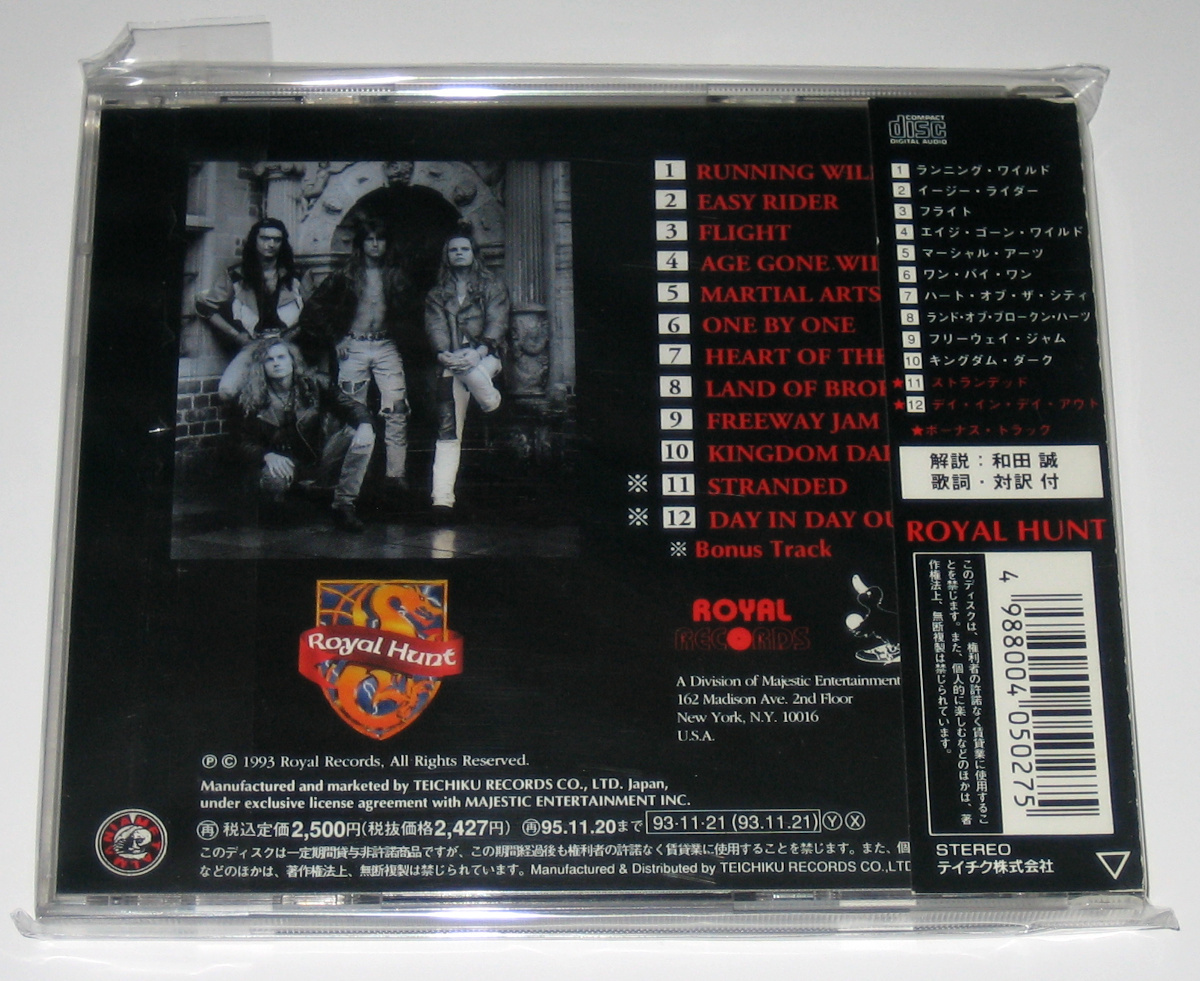 1 RUNNING WIL
2 EASY RIDER
3 FLIGHT
4 AGE GONE WIL
5 MARTIAL ARTS
6 ONE BY ONE
7 HEART OF THE
8 LAND OF BRO
9 FREEWAY JAM
10 KINGDOM DA
※ 11 STRANDED
※ 12 DAY IN DAY OU
※ Bonus Track
Royal Hunt
ROYAL
RECORDS
A Division of Majestic Entertainment
162 Madison Ave. 2nd Floor
New York, N.Y. 10016
U.S.A.
Ⓟ © 1993 Royal Records, All Rights Reserved.
Manufactured and marketed by TEICHIKU RECORDS CO., LTD. Japan,
under exclusive license agreement with MAJESTIC ENTERTAINMENT INC.
㊢税込定価2,500円(税抜価格2,427円) ㊢95.11.20まで 93-11-21 (93.11.21) ⓎⓍ
このディスクは一定期間貸与非許諾商品ですが、この期間経過後も権利者の許諾なく賃貸業に使用することを禁じます。また、個
などのほかは、著作権法上、無断複製は禁じられています。Manufactured & Distributed by TEICHIKU RECORDS CO.,LTD
COMPACT
disc
DIGITAL AUDIO
1 ランニング・ワイルド
2 イージー・ライダー
3 フライト
4 エイジ・ゴーン・ワイルド
5 マーシャル・アーツ
6 ワン・バイ・ワン
7 ハート・オブ・ザ・シティ
8 ランド・オブ・ブロークン・ハーツ
9 フリーウェイ・ジャム
10 キングダム・ダーク
★11 ストランデッド
★12 デイ・イン・デイ・アウト
★ボーナス・トラック
解説：和田 誠
歌詞・対訳 付
ROYAL HUNT
このディスクは、権利者の許諾なく賃貸業に使用するこ
とを禁じます。また、個人的に楽しむなどのほかは、著
作権法上、無断複製は禁じられています。
4 988004 050275
STEREO
テイチク株式会社